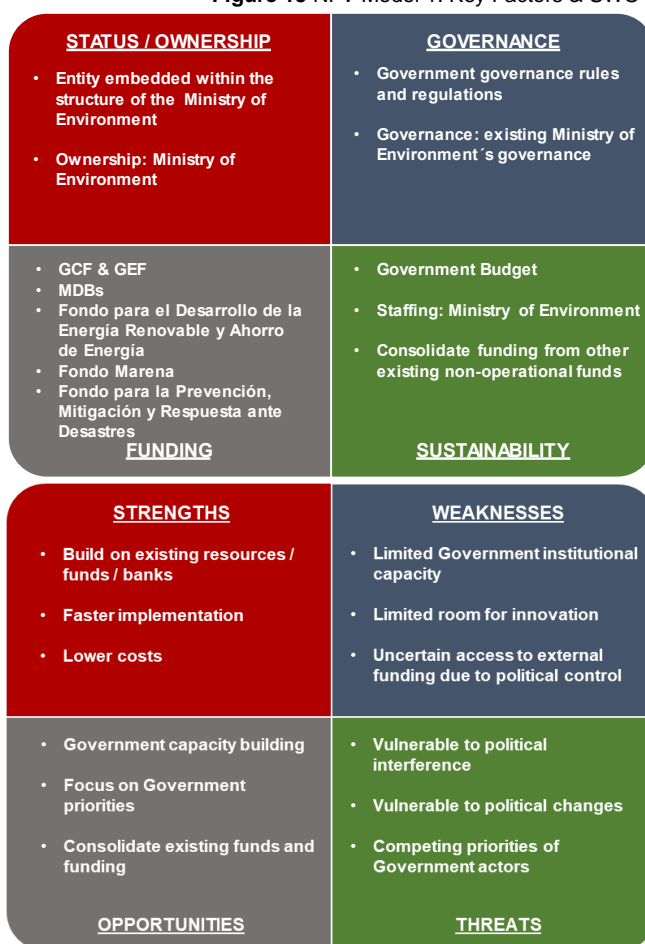 STATUS / OWNERSHIP
• Entity embedded within the
structure of the Ministry of
Environment
• Ownership: Ministry of
Environment
GOVERNANCE
• Government governance rules
and regulations
• Governance: existing Ministry of
Environment´s governance
• GCF & GEF
• MDBs
• Fondo para el Desarrollo de la
Energía Renovable y Ahorro
de Energía
• Fondo Marena
• Fondo para la Prevención,
Mitigación y Respuesta ante
Desastres
FUNDING
• Government Budget
• Staffing: Ministry of Environment
• Consolidate funding from other
existing non-operational funds
SUSTAINABILITY
STRENGTHS
• Build on existing resources /
funds / banks
• Faster implementation
• Lower costs
WEAKNESSES
• Limited Government institutional
capacity
• Limited room for innovation
• Uncertain access to external
funding due to political control
• Government capacity building
• Focus on Government
priorities
• Consolidate existing funds and
funding
OPPORTUNITIES
• Vulnerable to political
interference
• Vulnerable to political changes
• Competing priorities of
Government actors
THREATS